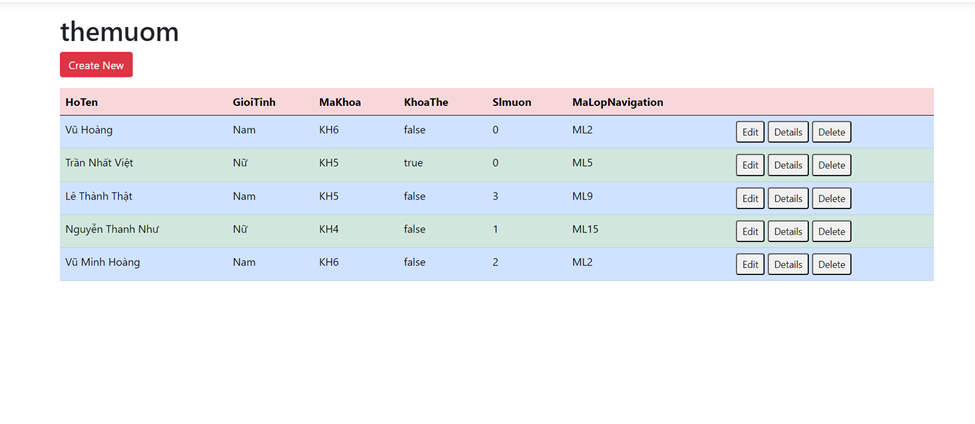 themuom
Create New
HoTen GioiTinh MaKhoa KhoaThe Slmuon MaLopNavigation
Vũ Hoàng Nam KH6 false 0 ML2 Edit Details Delete
Trần Nhất Việt Nữ KH5 true 0 ML5 Edit Details Delete
Lê Thành Thật Nam KH5 false 3 ML9 Edit Details Delete
Nguyễn Thanh Như Nữ KH4 false 1 ML15 Edit Details Delete
Vũ Minh Hoàng Nam KH6 false 2 ML2 Edit Details Delete